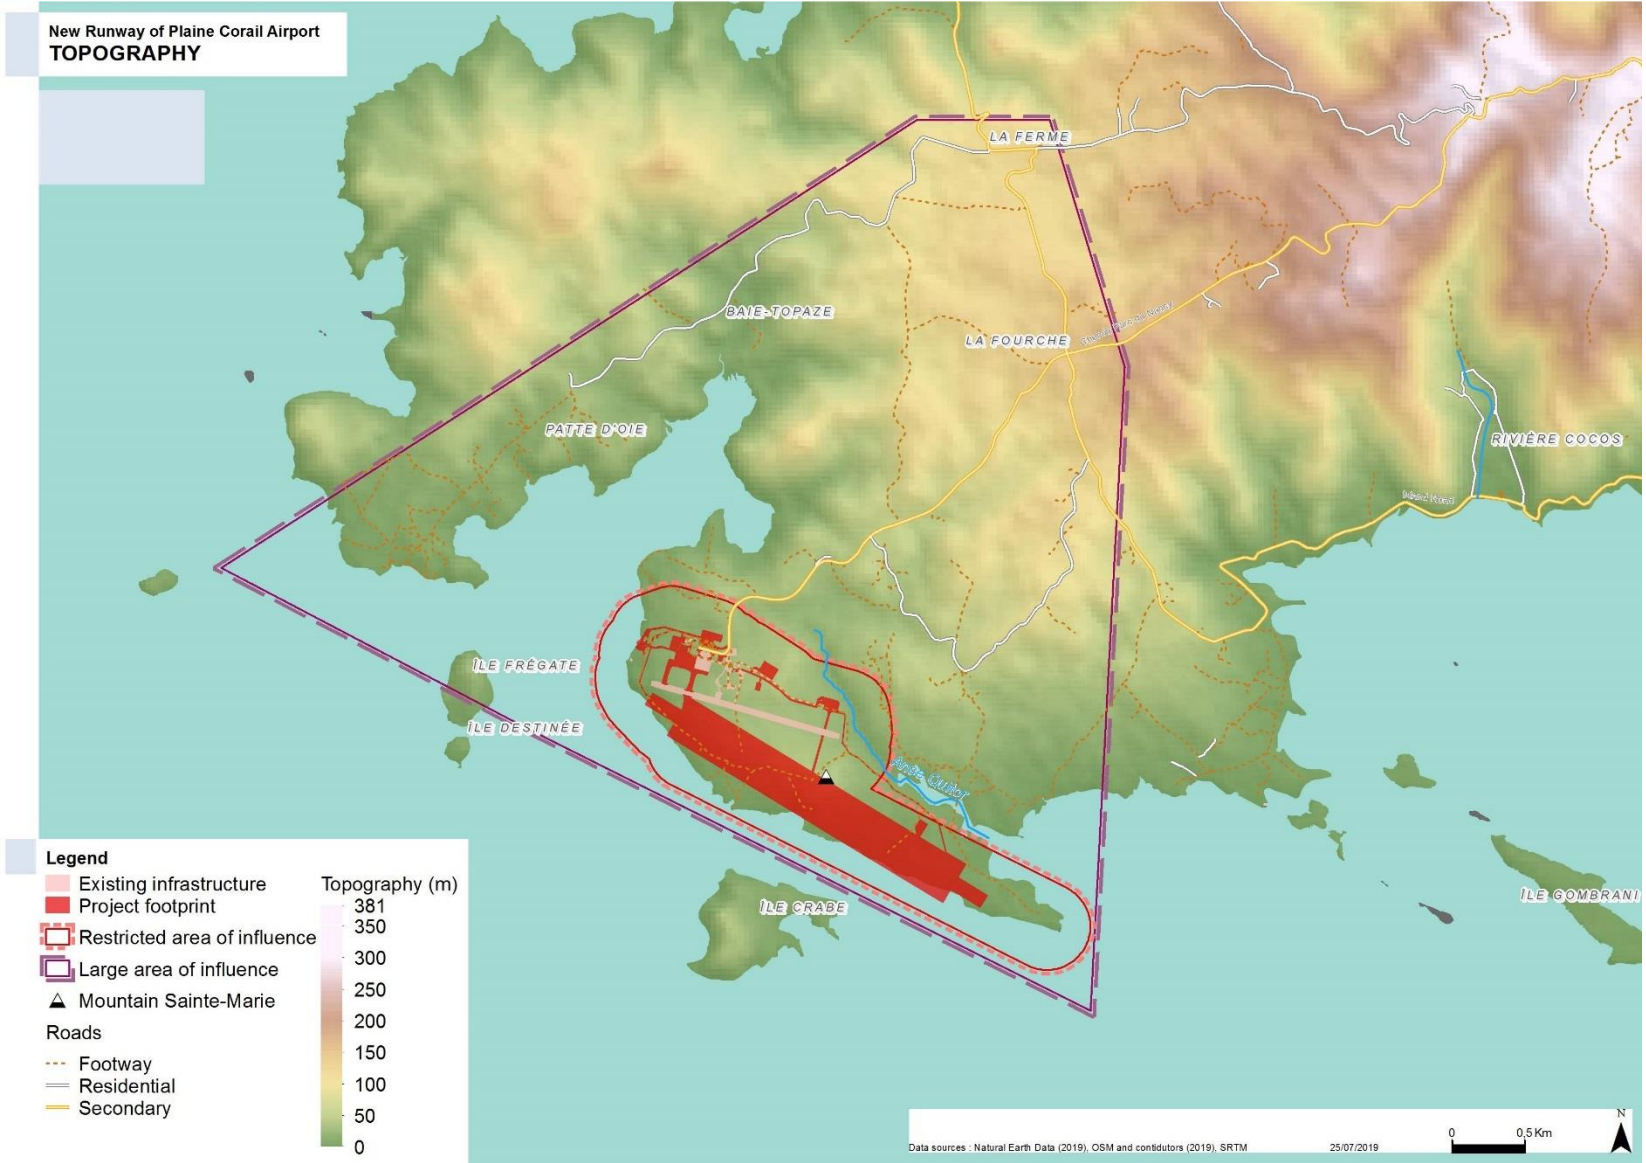 New Runway of Plaine Corail Airport
TOPOGRAPHY
LA FERME
BAIE-TOPAZE
LA FOURCHE
PATTE D'OIE
RIVIÈRE COCOS
ÎLE FRÉGATE
ÎLE DESTINÉE
Anse Quitor
ÎLE CRABE
ÎLE GOMBRANI
Legend
Existing infrastructure
Project footprint
Restricted area of influence
Large area of influence
Mountain Sainte-Marie
Roads
Footway
Residential
Secondary
Topography (m)
381
350
300
250
200
150
100
50
0
Data sources : Natural Earth Data (2019), OSM and contidutors (2019), SRTM
25/07/2019
0 0,5 Km
N